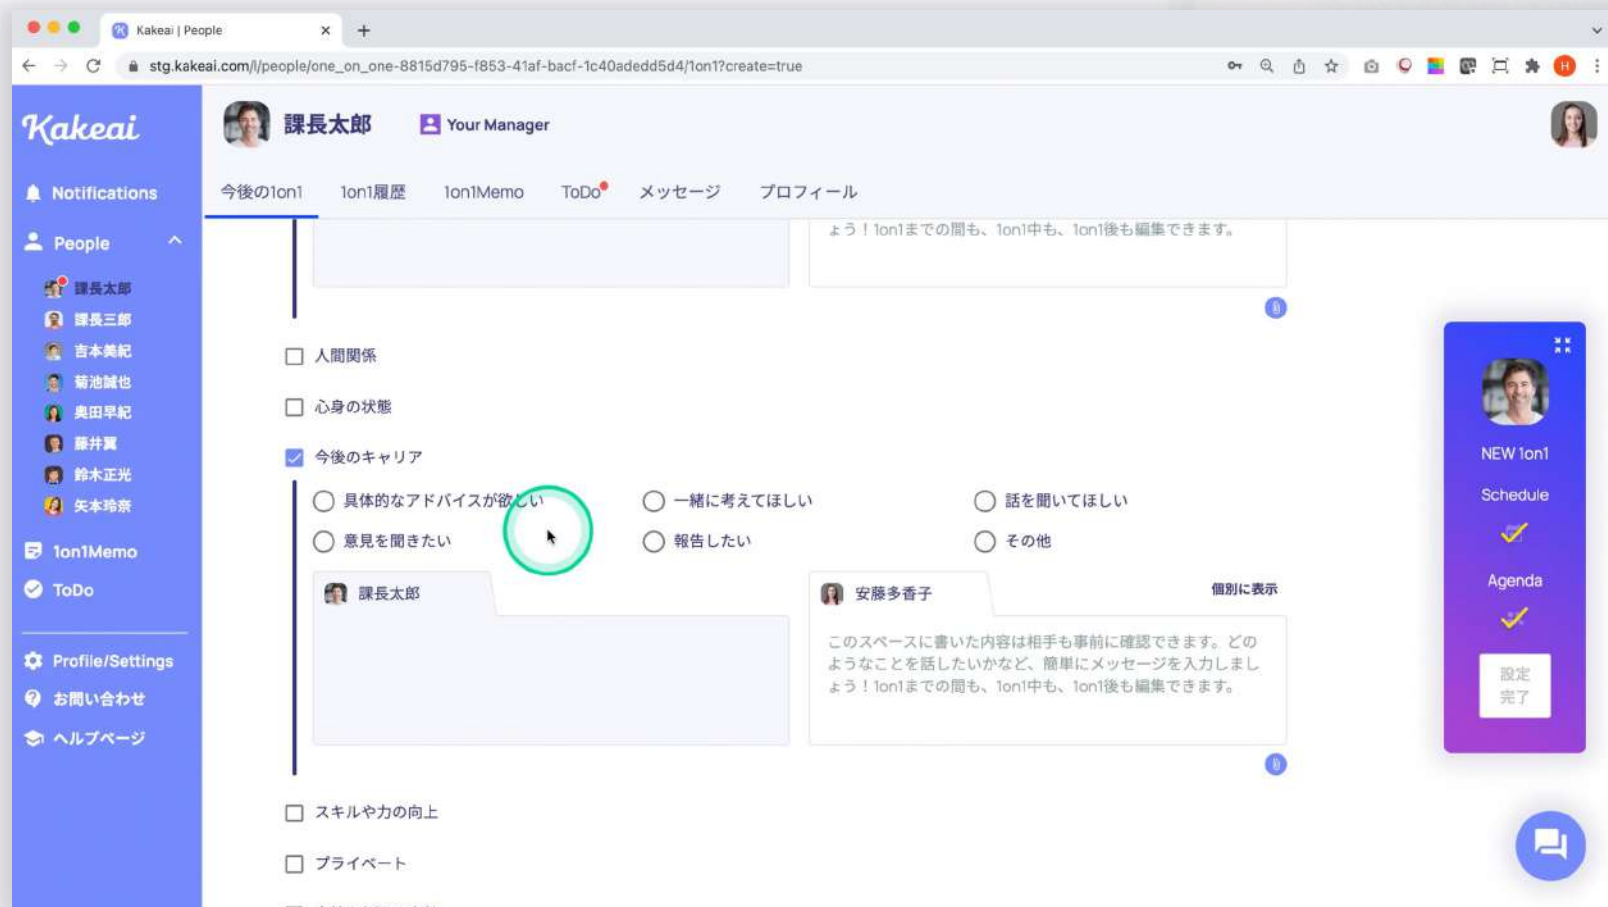 Kakeai | People
stg.kakeai.com/l/people/one_on_one-8815d795-f853-41af-bacf-1c40adedd5d4/1on1?create=true
H
Kakeai
Notifications
People
課長太郎
課長三郎
吉本美紀
菊池誠也
奥田早紀
藤井翼
鈴木正光
矢本玲奈
1on1Memo
ToDo
Profile/Settings
お問い合わせ
ヘルプページ
課長太郎 Your Manager
今後の1on1 1on1履歴 1on1Memo ToDo メッセージ プロフィール
ょう！1on1までの間も、1on1中も、1on1後も編集できます。
人間関係
心身の状態
今後のキャリア
具体的なアドバイスが欲しい 一緒に考えてほしい 話を聞いてほしい
意見を聞きたい 報告したい その他
課長太郎
安藤多香子 個別に表示
このスペースに書いた内容は相手も事前に確認できます。どの
ようなことを話したいかなど、簡単にメッセージを入力しまし
ょう！1on1までの間も、1on1中も、1on1後も編集できます。
スキルや力の向上
プライベート
NEW 1on1
Schedule
Agenda
設定
完了